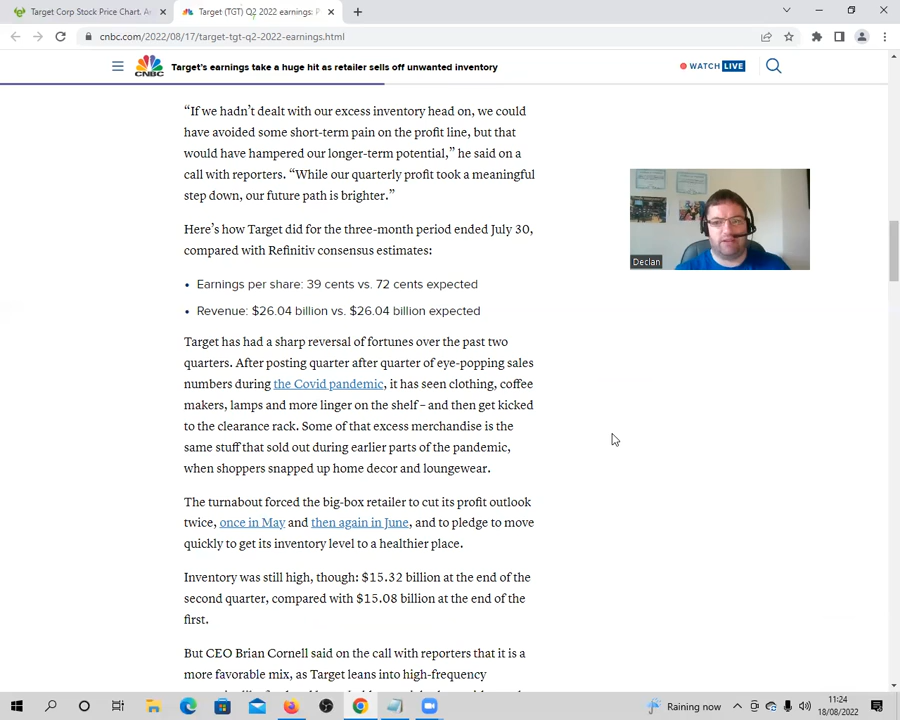 Target Corp Stock Price Chart. A
Target (TGT) Q2 2022 earnings: P
cnbc.com/2022/08/17/target-tgt-q2-2022-earnings.html
CNBC
Target's earnings take a huge hit as retailer sells off unwanted inventory
WATCH LIVE
“If we hadn’t dealt with our excess inventory head on, we could
have avoided some short-term pain on the profit line, but that
would have hampered our longer-term potential,” he said on a
call with reporters. “While our quarterly profit took a meaningful
step down, our future path is brighter.”
Here’s how Target did for the three-month period ended July 30,
compared with Refinitiv consensus estimates:
• Earnings per share: 39 cents vs. 72 cents expected
• Revenue: $26.04 billion vs. $26.04 billion expected
Target has had a sharp reversal of fortunes over the past two
quarters. After posting quarter after quarter of eye-popping sales
numbers during the Covid pandemic, it has seen clothing, coffee
makers, lamps and more linger on the shelf – and then get kicked
to the clearance rack. Some of that excess merchandise is the
same stuff that sold out during earlier parts of the pandemic,
when shoppers snapped up home decor and loungewear.
The turnabout forced the big-box retailer to cut its profit outlook
twice, once in May and then again in June, and to pledge to move
quickly to get its inventory level to a healthier place.
Inventory was still high, though: $15.32 billion at the end of the
second quarter, compared with $15.08 billion at the end of the
first.
But CEO Brian Cornell said on the call with reporters that it is a
more favorable mix, as Target leans into high-frequency
Declan
Raining now
11:24
18/08/2022